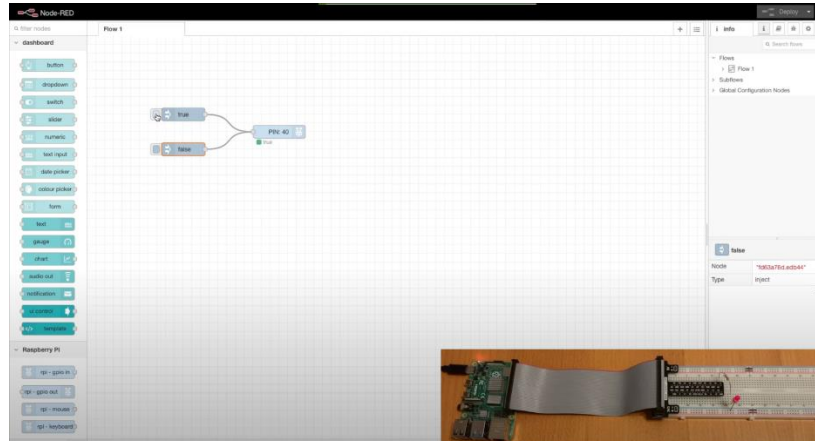 Node-RED
Deploy
filter nodes
Flow 1
info
Search flows
dashboard
button
dropdown
switch
slider
numeric
text input
date picker
colour picker
form
text
gauge
chart
audio out
notification
ui control
template
Raspberry Pi
rpi - gpio in
rpi - gpio out
rpi - mouse
rpi - keyboard
true
false
PIN: 40
true
Flows
Flow 1
Subflows
Global Configuration Nodes
false
Node
Type
inject